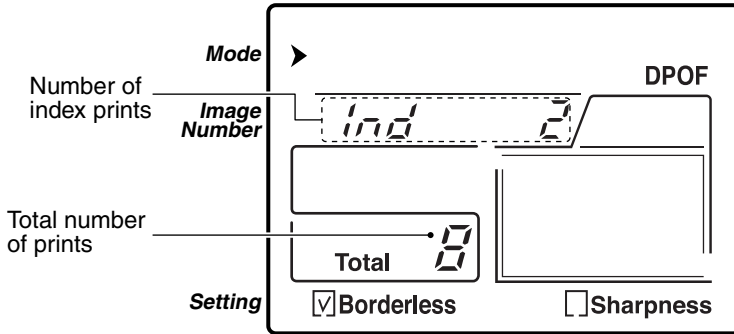 Mode
DPOF
Number of
index prints
Image
Number
Ind 2
Total number
of prints
Total 8
Setting
Borderless
Sharpness